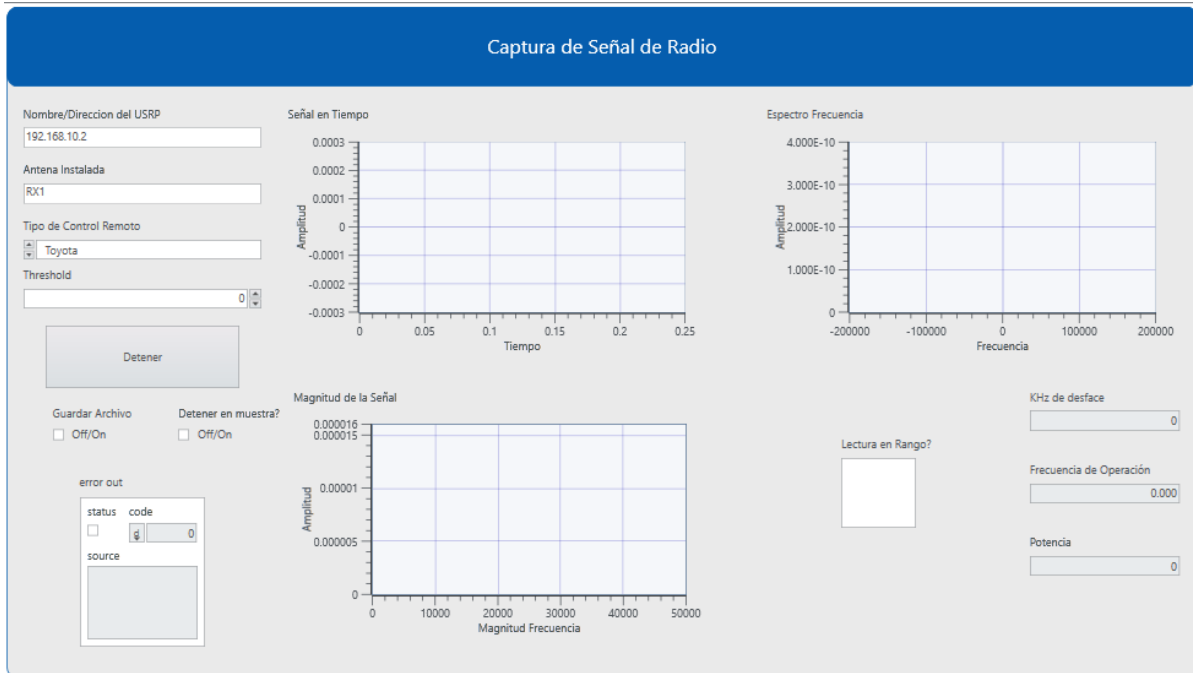 Captura de Señal de Radio
Nombre/Direccion del USRP
192.168.10.2
Antena Instalada
RX1
Tipo de Control Remoto
Toyota
Threshold
0
Detener
Guardar Archivo
Off/On
Detener en muestra?
Off/On
error out
status code
0
source
Señal en Tiempo
Amplitud
0.0003
0.0002
0.0001
0
-0.0001
-0.0002
-0.0003
0 0.05 0.1 0.15 0.2 0.25
Tiempo
Espectro Frecuencia
Amplitud
4.000E-10
3.000E-10
2.000E-10
1.000E-10
0
-200000 -100000 0 100000 200000
Frecuencia
Magnitud de la Señal
Amplitud
0.000016
0.000015
0.00001
0.000005
0
0 10000 20000 30000 40000 50000
Magnitud Frecuencia
Lectura en Rango?
KHz de desface
0
Frecuencia de Operación
0.000
Potencia
0